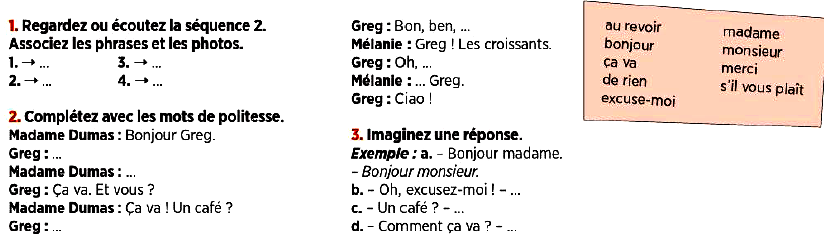 1. Regardez ou écoutez la séquence 2.
Associez les phrases et les photos.
1. → ... 3. → ...
2. → ... 4. → ...
2. Complétez avec les mots de politesse.
Madame Dumas : Bonjour Greg.
Greg : ...
Madame Dumas : ...
Greg : Ça va. Et vous ?
Madame Dumas : Ça va ! Un café ?
Greg : ...
Greg : Bon, ben, ...
Mélanie : Greg ! Les croissants.
Greg : Oh, ...
Mélanie : ... Greg.
Greg : Ciao !
3. Imaginez une réponse.
Exemple : a. – Bonjour madame.
– Bonjour monsieur.
b. – Oh, excusez-moi ! – ...
c. – Un café ? – ...
d. – Comment ça va ? – ...
au revoir
bonjour
ça va
de rien
excuse-moi
madame
monsieur
merci
s'il vous plaît